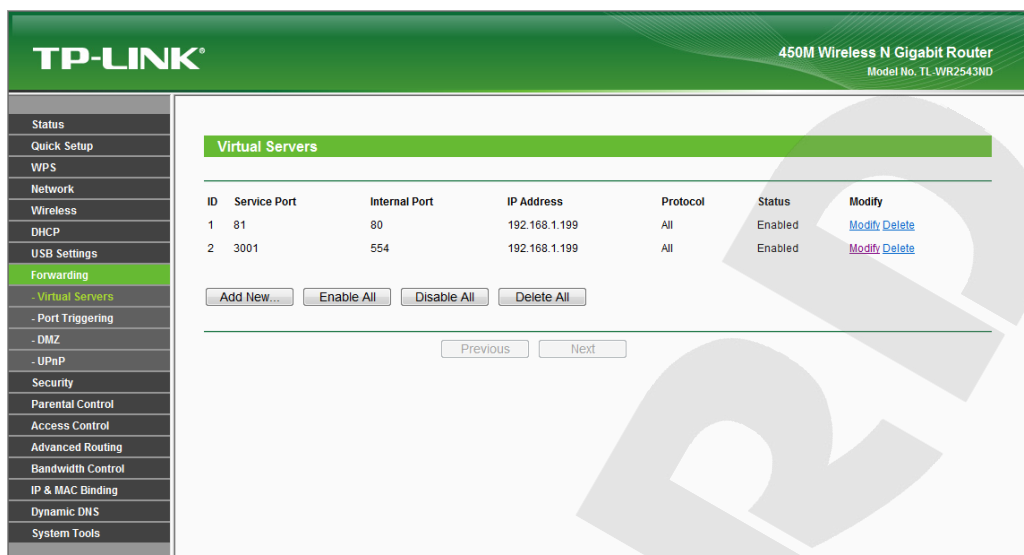 TP-LINK®
450M Wireless N Gigabit Router
Model No. TL-WR2543ND
Status
Quick Setup
WPS
Network
Wireless
DHCP
USB Settings
Forwarding
- Virtual Servers
- Port Triggering
- DMZ
- UPnP
Security
Parental Control
Access Control
Advanced Routing
Bandwidth Control
IP & MAC Binding
Dynamic DNS
System Tools
Virtual Servers
ID Service Port Internal Port IP Address Protocol Status Modify
1 81 80 192.168.1.199 All Enabled Modify Delete
2 3001 554 192.168.1.199 All Enabled Modify Delete
Add New... Enable All Disable All Delete All
Previous Next